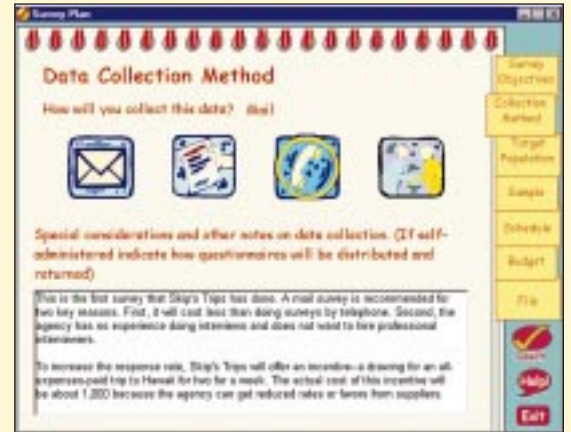 Survey Plan
Data Collection Method
How will you collect this data? Mail
Special considerations and other notes on data collection. (If self-
administered indicate how questionnaires will be distributed and
returned)
This is the first survey that Skip's Trips has done. A mail survey is recommended for
two key reasons. First, it will cost less than doing surveys by telephone. Second, the
agency has no experience doing interviews and does not want to hire professional
interviewers.
To increase the response rate, Skip's Trips will offer an incentive--a drawing for an all-
expenses-paid trip to Hawaii for two for a week. The actual cost of this incentive will
be about 1,000 because the agency can get reduced rates or favors from suppliers.
Survey
Objectives
Collection
Method
Target
Population
Sample
Schedule
Budget
File
Help!
Exit